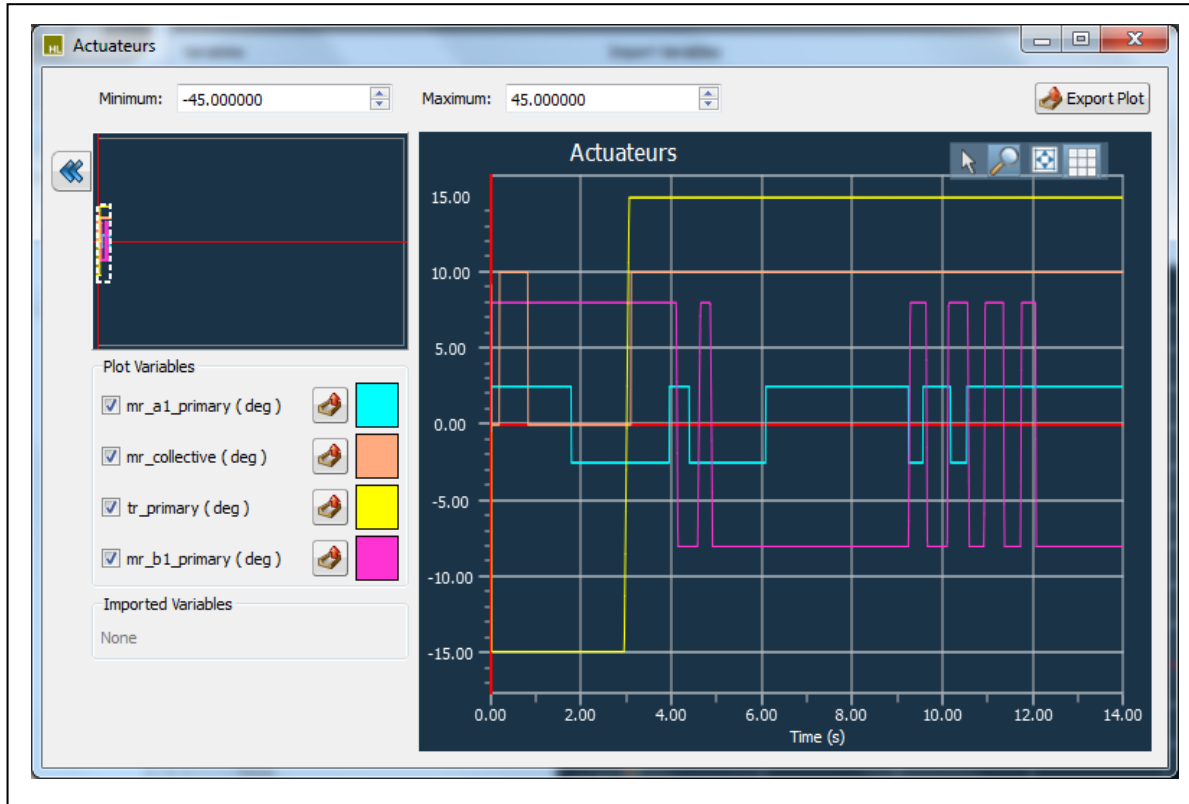 HL Actuateurs
Minimum: -45.000000 Maximum: 45.000000 Export Plot
Actuateurs
15.00
10.00
5.00
0.00
-5.00
-10.00
-15.00
0.00 2.00 4.00 6.00 8.00 10.00 12.00 14.00
Time (s)
Plot Variables
mr_a1_primary ( deg )
mr_collective ( deg )
tr_primary ( deg )
mr_b1_primary ( deg )
Imported Variables
None